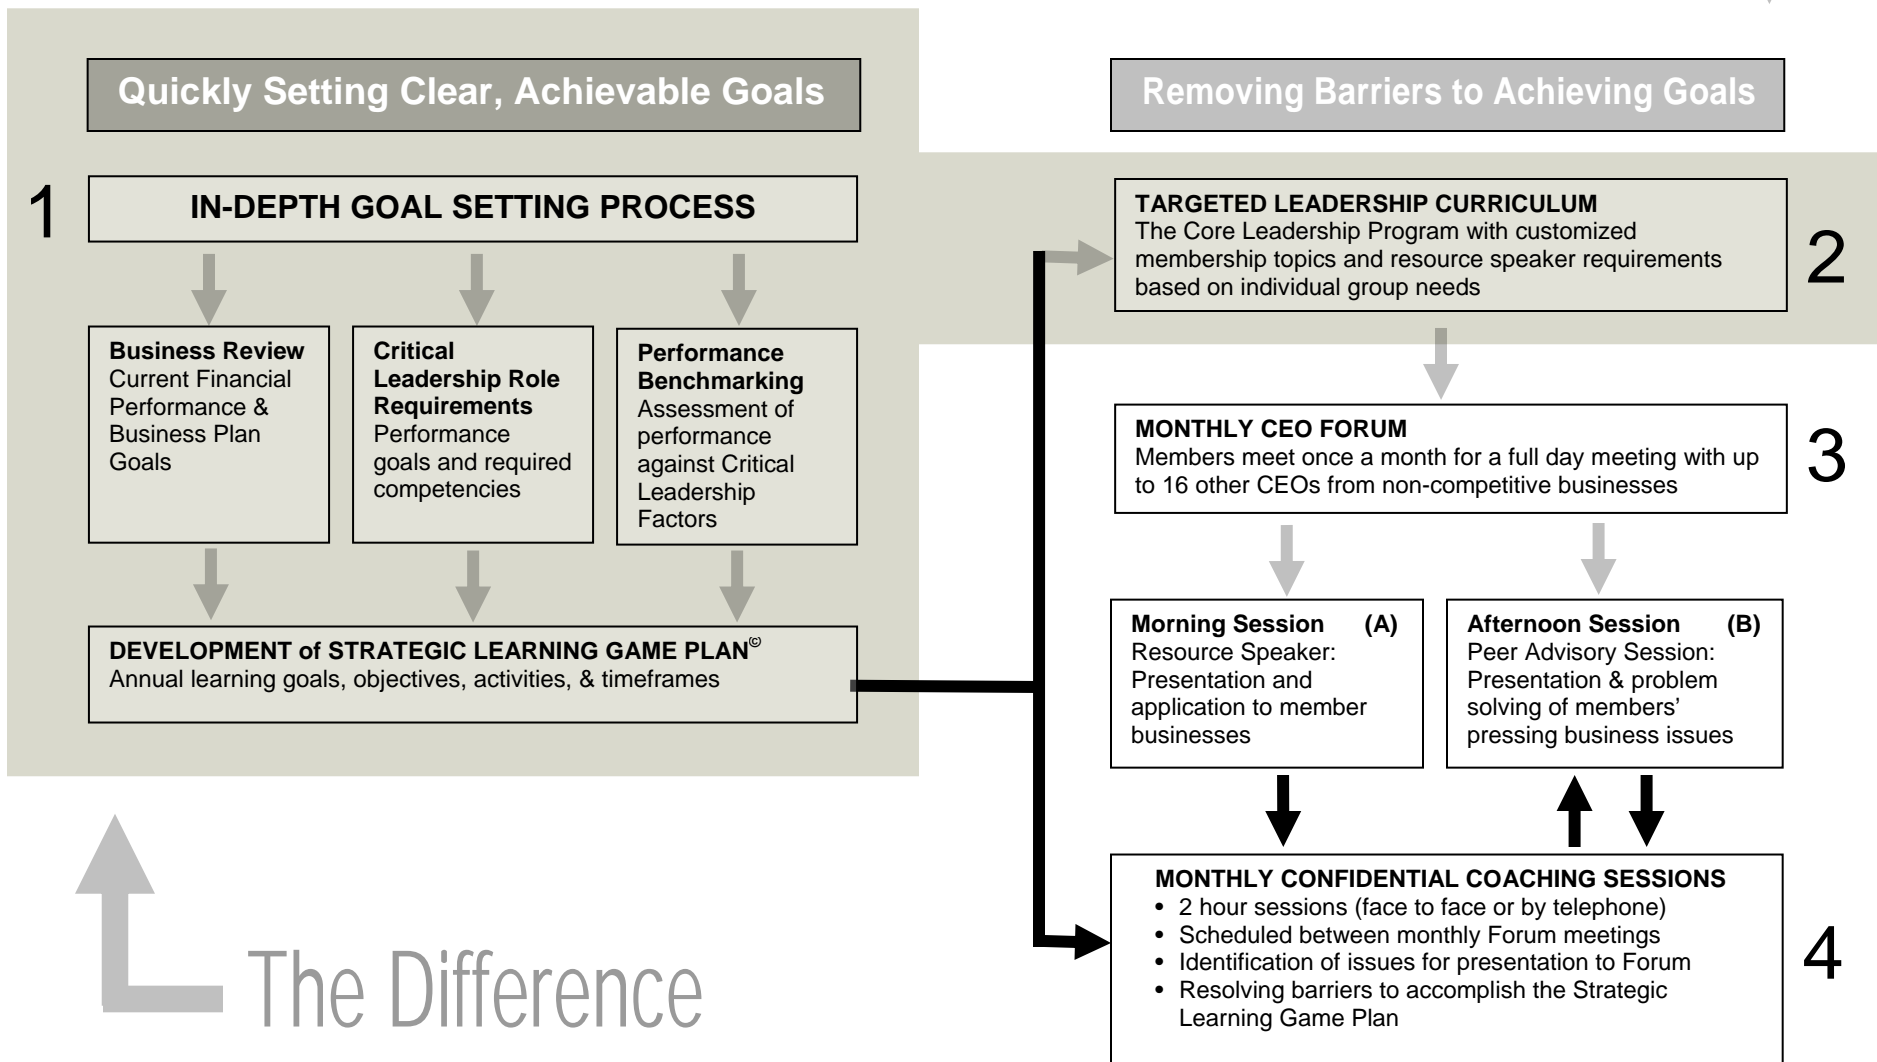 Quickly Setting Clear, Achievable Goals
1
IN-DEPTH GOAL SETTING PROCESS
Business Review
Current Financial
Performance &
Business Plan
Goals
Critical
Leadership Role
Requirements
Performance
goals and required
competencies
Performance
Benchmarking
Assessment of
performance
against Critical
Leadership
Factors
DEVELOPMENT of STRATEGIC LEARNING GAME PLAN©
Annual learning goals, objectives, activities, & timeframes
The Difference
Removing Barriers to Achieving Goals
TARGETED LEADERSHIP CURRICULUM
The Core Leadership Program with customized
membership topics and resource speaker requirements
based on individual group needs
2
MONTHLY CEO FORUM
Members meet once a month for a full day meeting with up
to 16 other CEOs from non-competitive businesses
3
Morning Session (A)
Resource Speaker:
Presentation and
application to member
businesses
Afternoon Session (B)
Peer Advisory Session:
Presentation & problem
solving of members’
pressing business issues
MONTHLY CONFIDENTIAL COACHING SESSIONS
• 2 hour sessions (face to face or by telephone)
• Scheduled between monthly Forum meetings
• Identification of issues for presentation to Forum
• Resolving barriers to accomplish the Strategic
Learning Game Plan
4